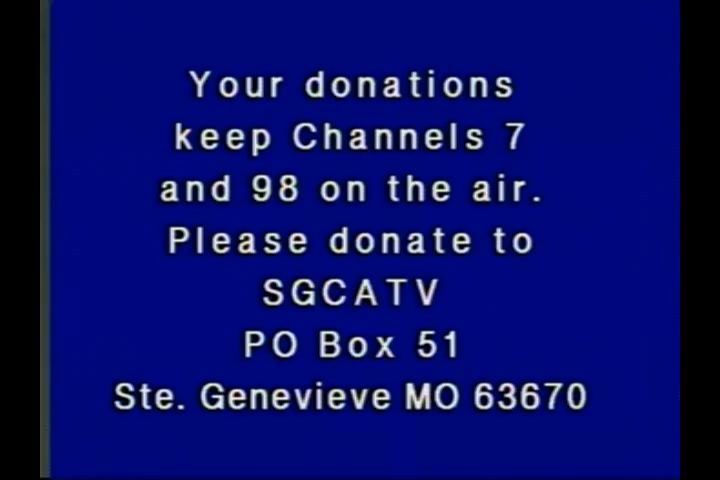 Your donations
keep Channels 7
and 98 on the air.
Please donate to
SGCATV
PO Box 51
Ste. Genevieve MO 63670